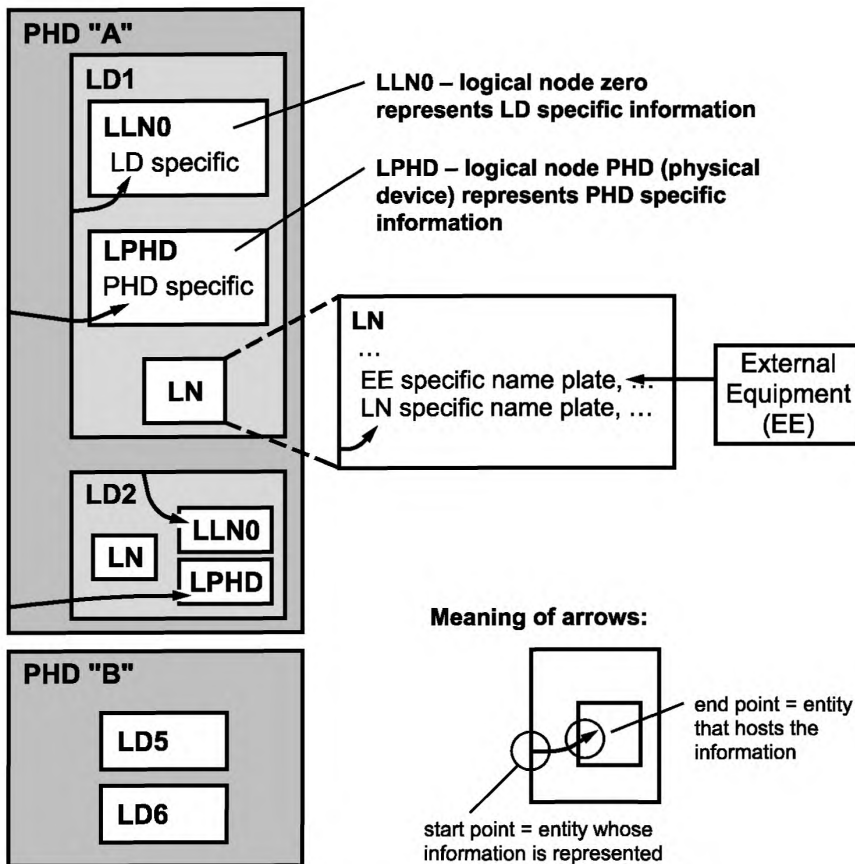 PHD "A"
LD1
LLN0
LD specific
LLN0 – logical node zero
represents LD specific information
LPHD
PHD specific
LPHD – logical node PHD (physical
device) represents PHD specific
information
LN
LN
...
EE specific name plate, ...
LN specific name plate, ...
External
Equipment
(EE)
LD2
LN
LLN0
LPHD
PHD "B"
LD5
LD6
Meaning of arrows:
end point = entity
that hosts the
information
start point = entity whose
information is represented